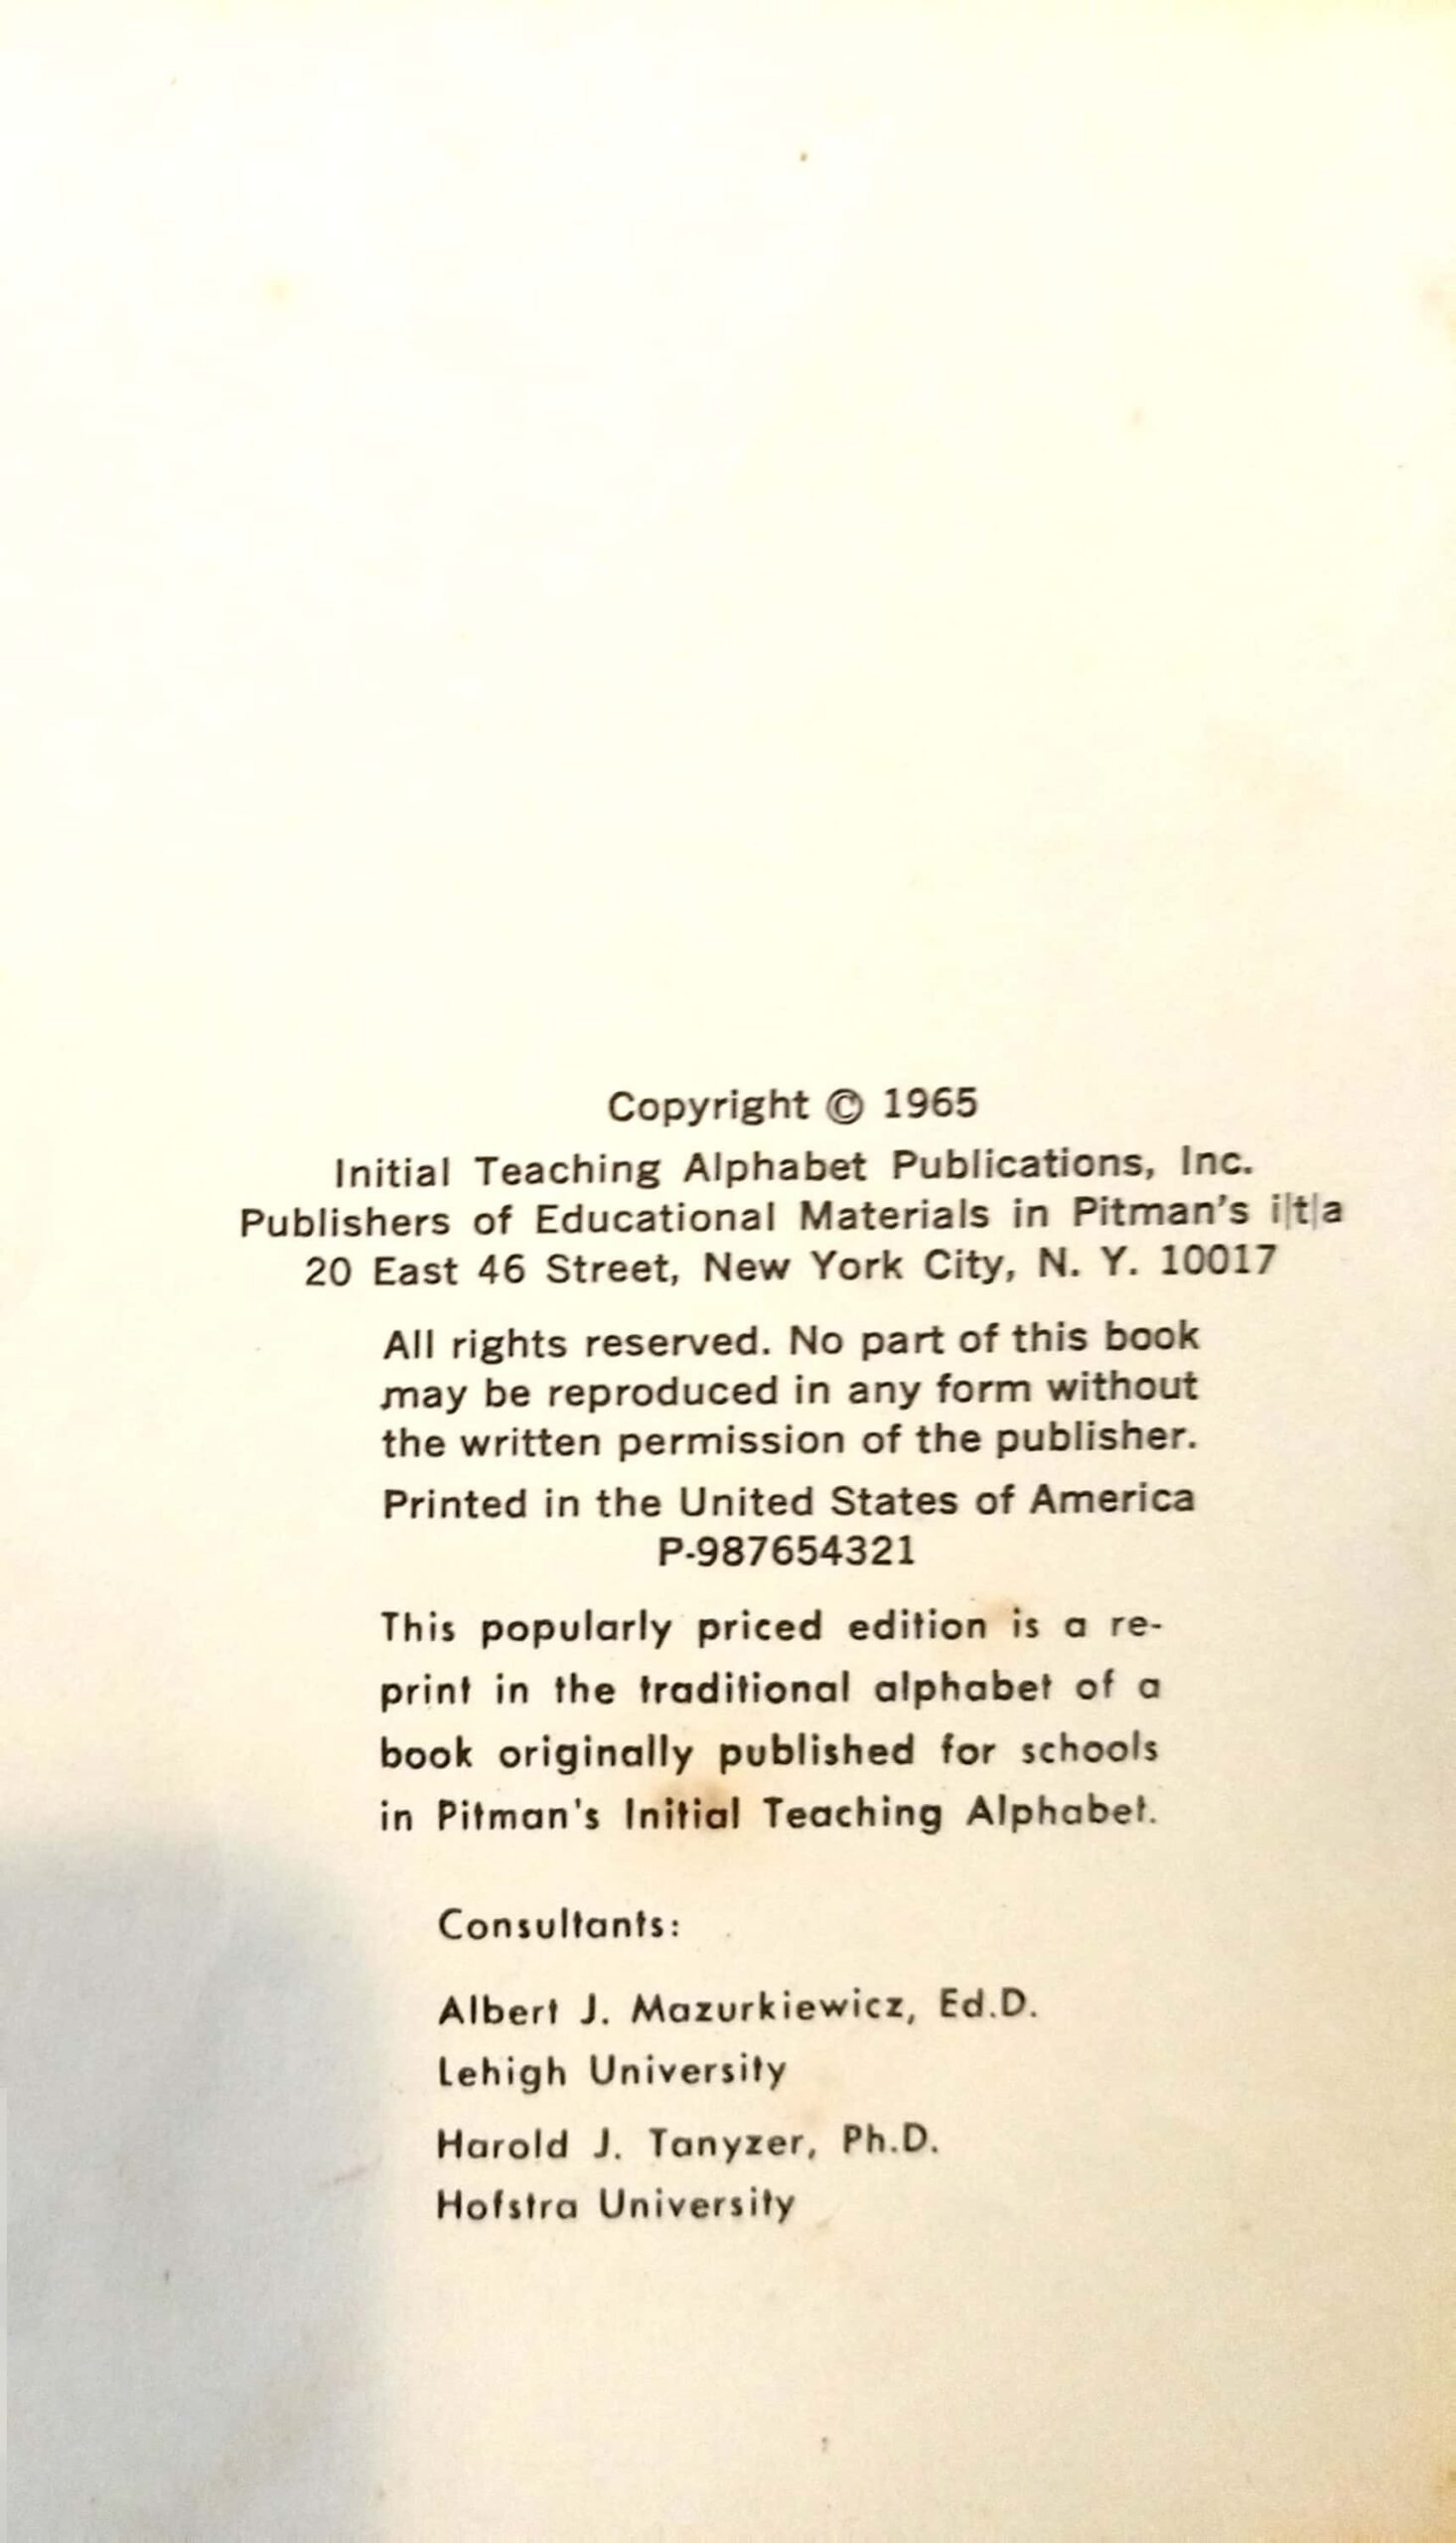 Copyright © 1965
Initial Teaching Alphabet Publications, Inc.
Publishers of Educational Materials in Pitman's i|t|a
20 East 46 Street, New York City, N. Y. 10017
All rights reserved. No part of this book
may be reproduced in any form without
the written permission of the publisher.
Printed in the United States of America
P-987654321
This popularly priced edition is a re-
print in the traditional alphabet of a
book originally published for schools
in Pitman's Initial Teaching Alphabet.
Consultants:
Albert J. Mazurkiewicz, Ed.D.
Lehigh University
Harold J. Tanyzer, Ph.D.
Hofstra University